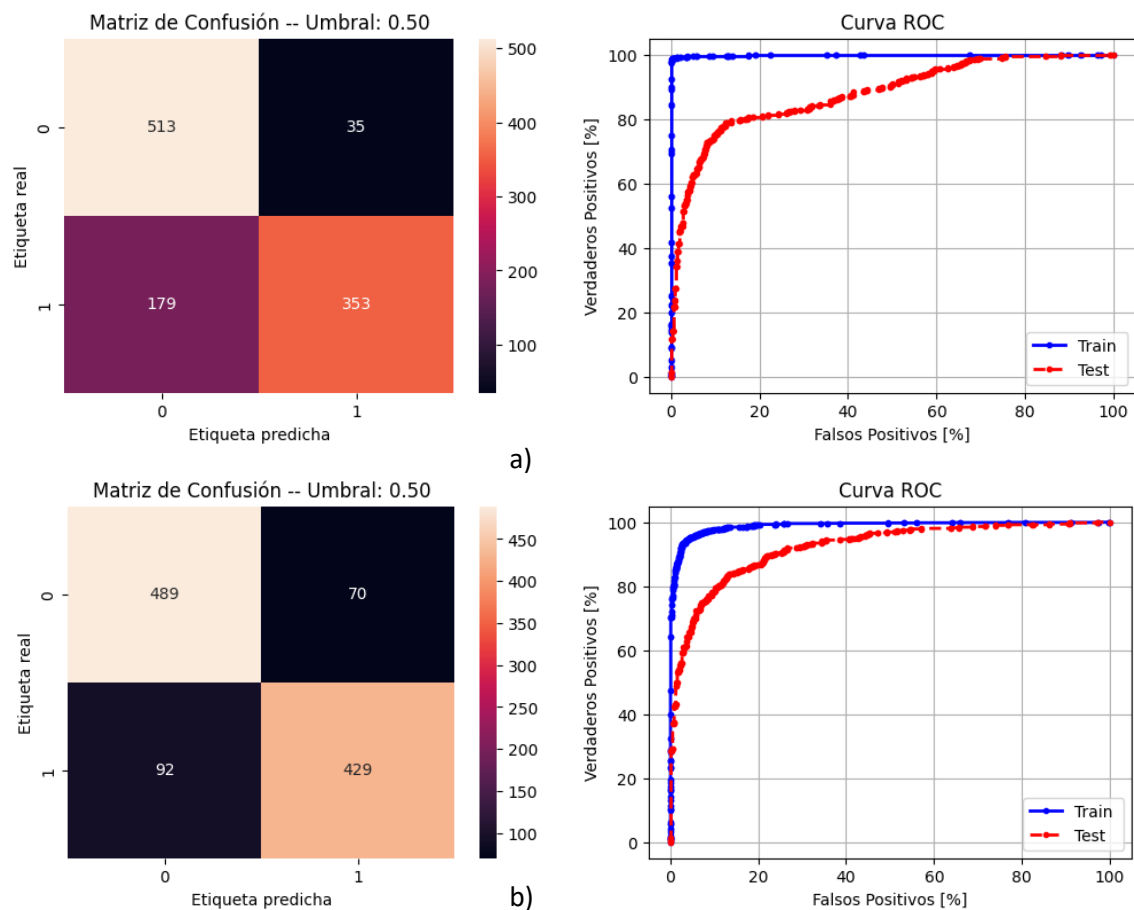 Matriz de Confusión -- Umbral: 0.50
Etiqueta real
0
1
513
35
179
353
0
1
Etiqueta predicha
500
400
300
200
100
Curva ROC
Verdaderos Positivos [%]
100
80
60
40
20
0
0
20
40
60
80
100
Falsos Positivos [%]
Train
Test
a)
Matriz de Confusión -- Umbral: 0.50
Etiqueta real
0
1
489
70
92
429
0
1
Etiqueta predicha
450
400
350
300
250
200
150
100
Curva ROC
Verdaderos Positivos [%]
100
80
60
40
20
0
0
20
40
60
80
100
Falsos Positivos [%]
Train
Test
b)